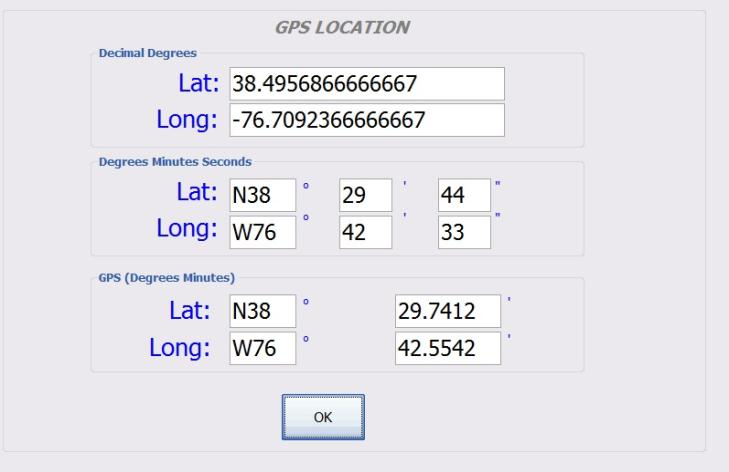 GPS LOCATION
Decimal Degrees
Lat: 38.4956866666667
Long: -76.7092366666667
Degrees Minutes Seconds
Lat: N38 ° 29 ' 44 "
Long: W76 ° 42 ' 33 "
GPS (Degrees Minutes)
Lat: N38 ° 29.7412 '
Long: W76 ° 42.5542 '
OK